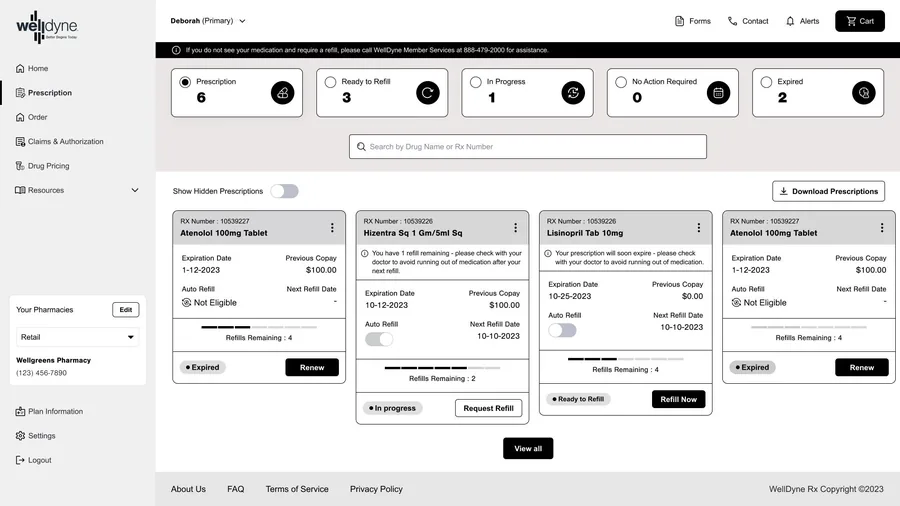 welldyne.
Better Begins Today.
Deborah (Primary)
Forms
Contact
Alerts
Cart
If you do not see your medication and require a refill, please call WellDyne Member Services at 888-479-2000 for assistance.
Home
Prescription
Order
Claims & Authorization
Drug Pricing
Resources
Your Pharmacies
Edit
Retail
Wellgreens Pharmacy
(123) 456-7890
Plan Information
Settings
Logout
Prescription
6
Ready to Refill
3
In Progress
1
No Action Required
0
Expired
2
Search by Drug Name or Rx Number
Show Hidden Prescriptions
Download Prescriptions
RX Number : 10539227
Atenolol 100mg Tablet
Expiration Date
Previous Copay
1-12-2023
$100.00
Auto Refill
Next Refill Date
Not Eligible
-
Refills Remaining : 4
Expired
Renew
RX Number : 10539226
Hizentra Sq 1 Gm/5ml Sq
You have 1 refill remaining - please check with your
doctor to avoid running out of medication after your
next refill.
Expiration Date
Previous Copay
10-12-2023
$100.00
Auto Refill
Next Refill Date
10-10-2023
Refills Remaining : 2
In progress
Request Refill
RX Number : 10539226
Lisinopril Tab 10mg
Your prescription will soon expire - please check
with your doctor to avoid running out of medication.
Expiration Date
Previous Copay
10-25-2023
$0.00
Auto Refill
Next Refill Date
10-10-2023
Refills Remaining : 4
Ready to Refill
Refill Now
RX Number : 10539227
Atenolol 100mg Tablet
Expiration Date
Previous Copay
1-12-2023
$100.00
Auto Refill
Next Refill Date
Not Eligible
-
Refills Remaining : 4
Expired
Renew
View all
About Us
FAQ
Terms of Service
Privacy Policy
WellDyne Rx Copyright ©2023